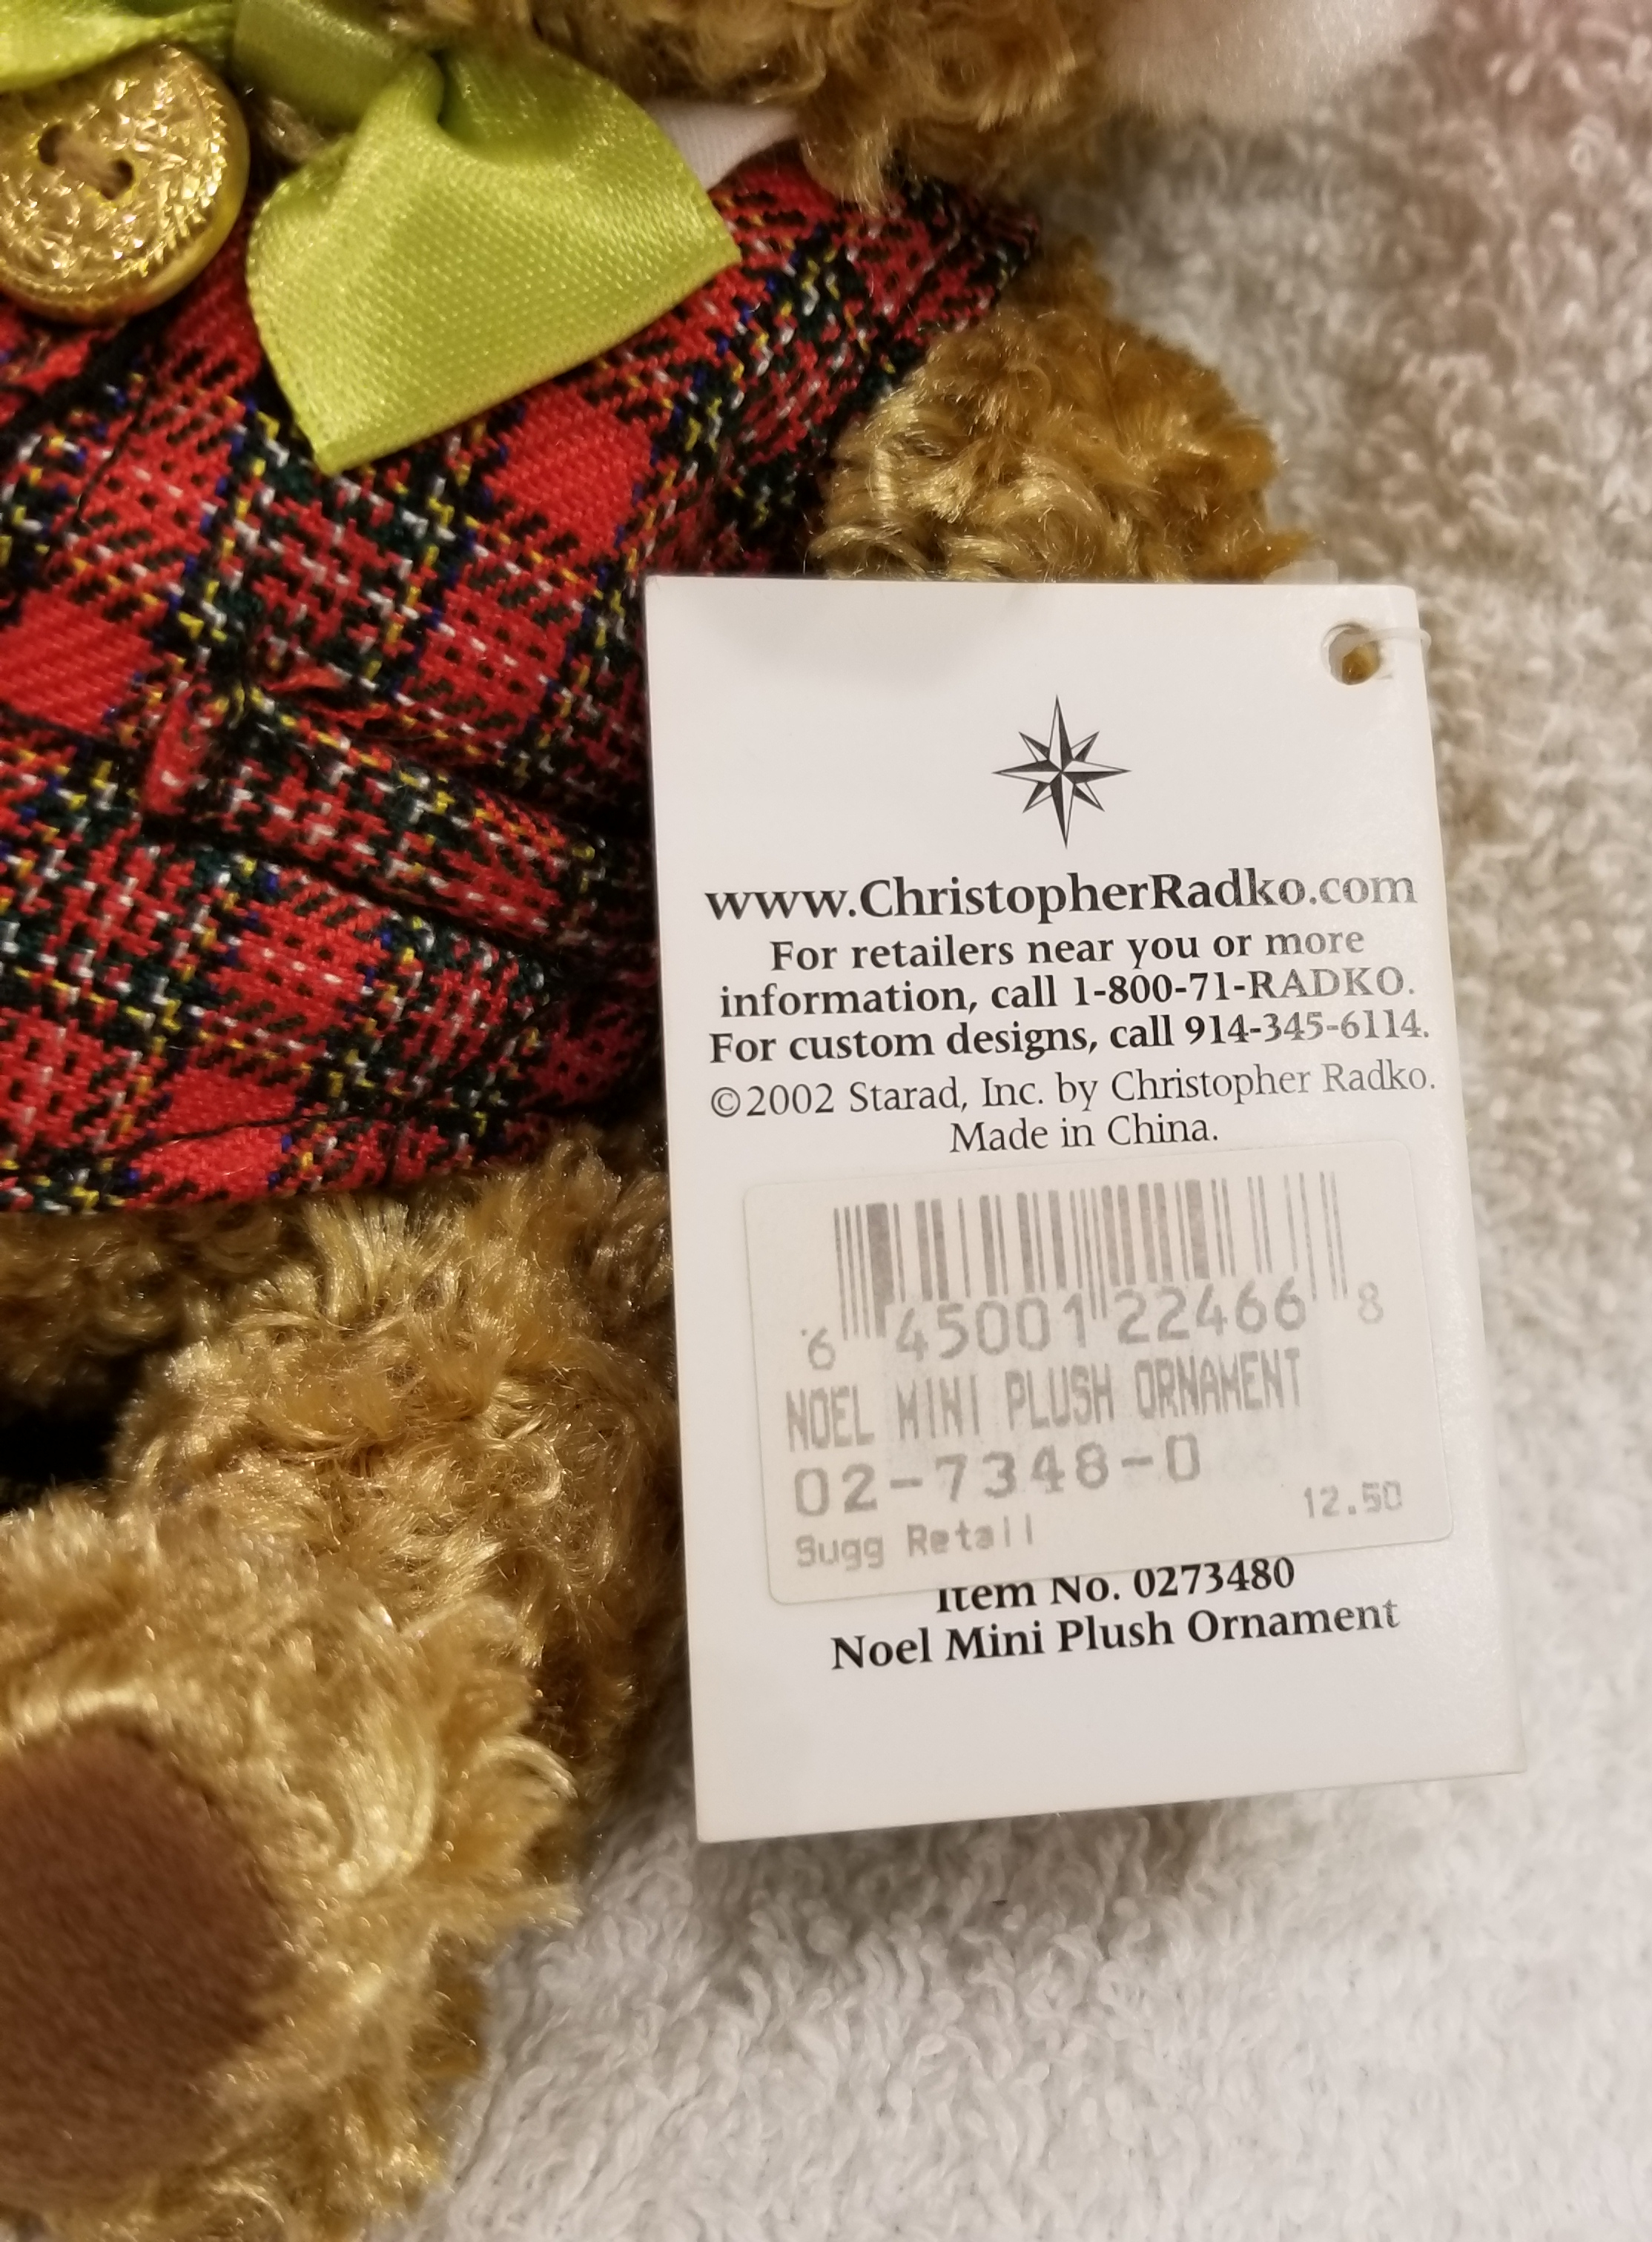 www.ChristopherRadko.com
For retailers near you or more
information, call 1-800-71-RADKO.
For custom designs, call 914-345-6114.
©2002 Starad, Inc. by Christopher Radko.
Made in China.
6 45001 22466 8
NOEL MINI PLUSH ORNAMENT
02-7348-0
Sugg Retail 12.50
Item No. 0273480
Noel Mini Plush Ornament